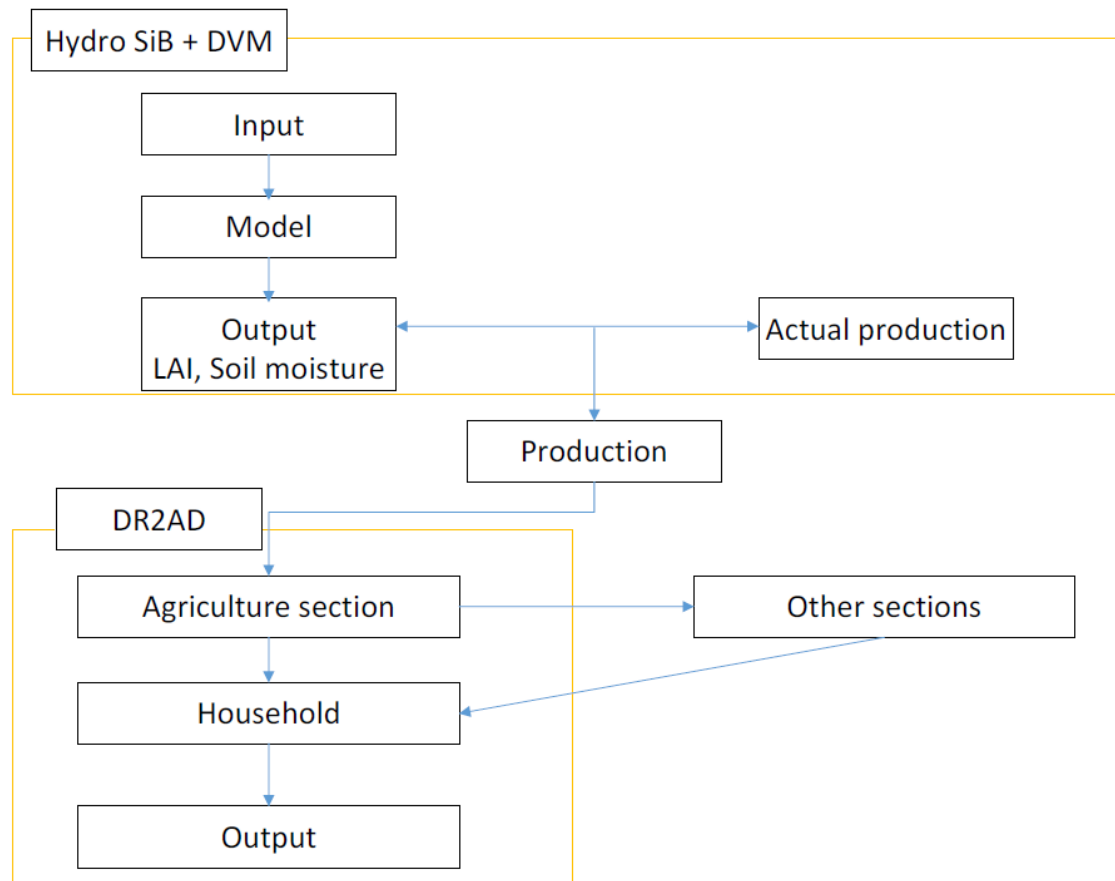 Hydro SiB + DVM
Input
Model
Output
LAI, Soil moisture
Actual production
Production
DR2AD
Agriculture section
Other sections
Household
Output